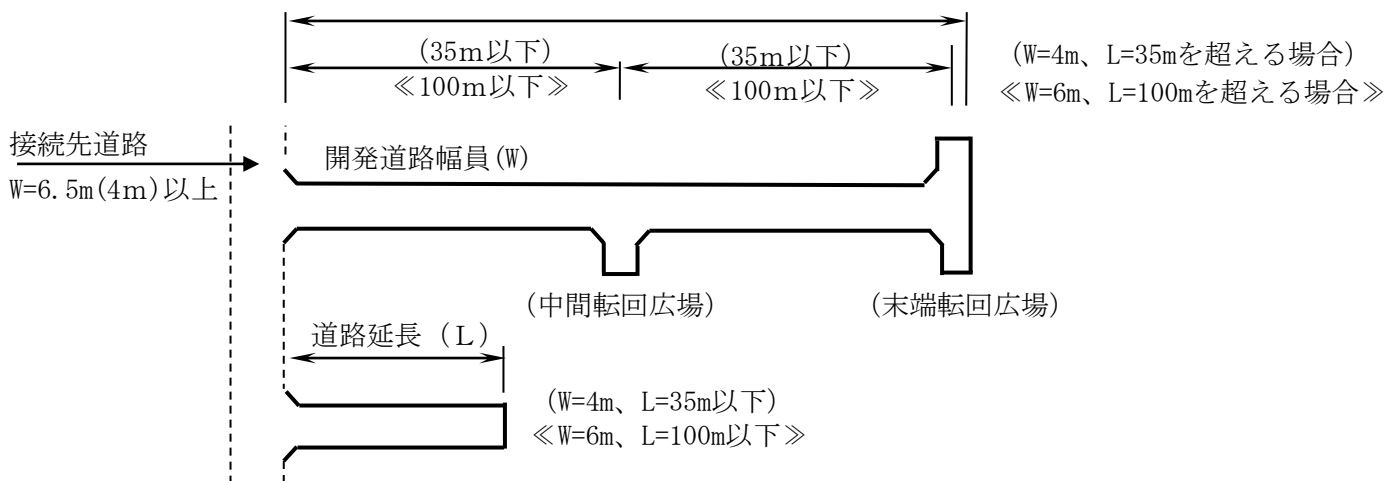 (35m以下)
(35m以下)
(W=4m、L=35mを超える場合)
≪100m以下≫
≪100m以下≫
≪W=6m、L=100mを超える場合≫
接続先道路
開発道路幅員(W)
W=6.5m(4m)以上
(中間転回広場)
(末端転回広場)
道路延長(L)
(W=4m、L=35m以下)
≪W=6m、L=100m以下≫